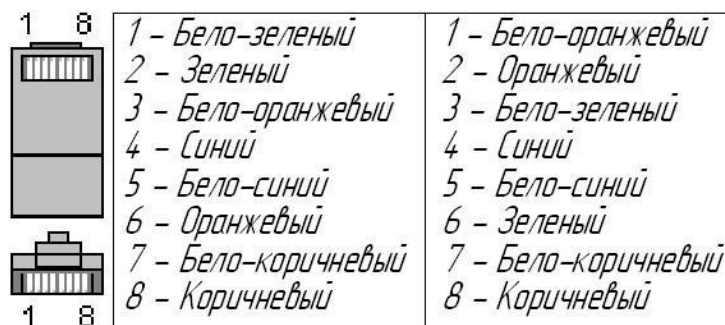 1 8
1 8
1 - Бело-зеленый
2 - Зеленый
3 - Бело-оранжевый
4 - Синий
5 - Бело-синий
6 - Оранжевый
7 - Бело-коричневый
8 - Коричневый
1 - Бело-оранжевый
2 - Оранжевый
3 - Бело-зеленый
4 - Синий
5 - Бело-синий
6 - Зеленый
7 - Бело-коричневый
8 - Коричневый